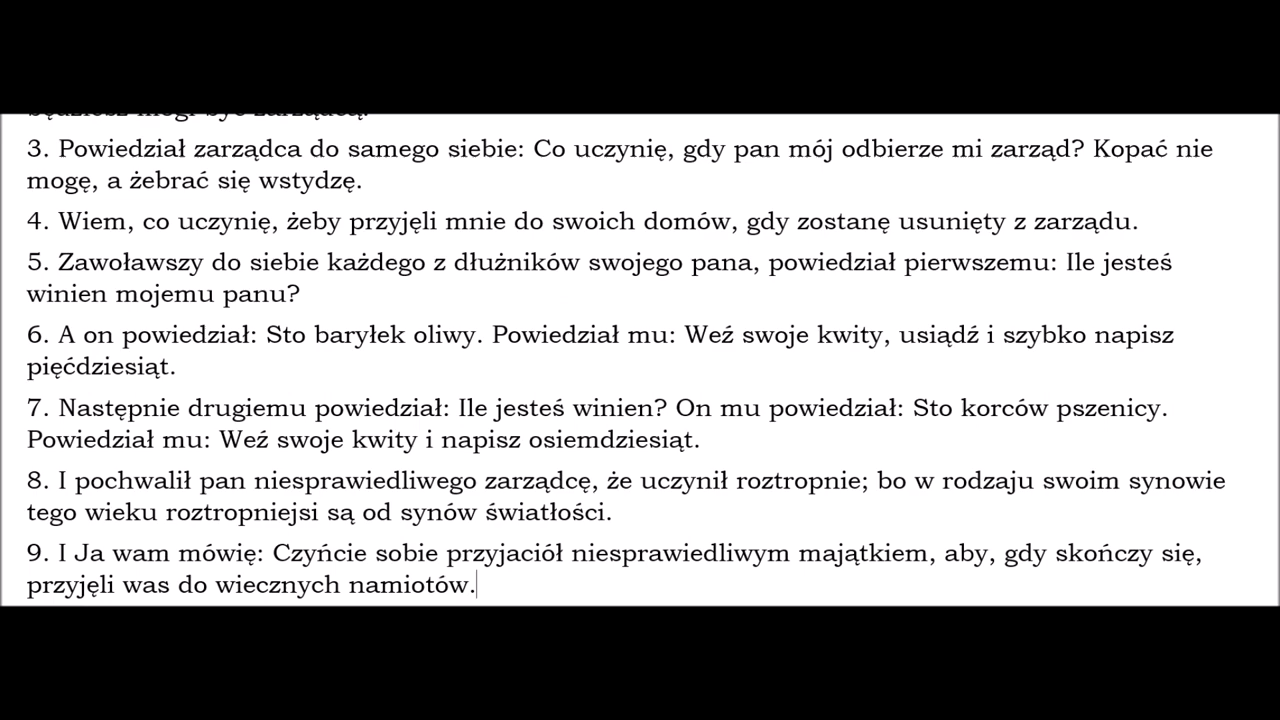 3. Powiedział zarządca do samego siebie: Co uczynię, gdy pan mój odbierze mi zarząd? Kopać nie
mogę, a żebrać się wstydzę.
4. Wiem, co uczynię, żeby przyjęli mnie do swoich domów, gdy zostanę usunięty z zarządu.
5. Zawoławszy do siebie każdego z dłużników swojego pana, powiedział pierwszemu: Ile jesteś
winien mojemu panu?
6. A on powiedział: Sto baryłek oliwy. Powiedział mu: Weź swoje kwity, usiądź i szybko napisz
pięćdziesiąt.
7. Następnie drugiemu powiedział: Ile jesteś winien? On mu powiedział: Sto korców pszenicy.
Powiedział mu: Weź swoje kwity i napisz osiemdziesiąt.
8. I pochwalił pan niesprawiedliwego zarządcę, że uczynił roztropnie; bo w rodzaju swoim synowie
tego wieku roztropniejsi są od synów światłości.
9. I Ja wam mówię: Czyńcie sobie przyjaciół niesprawiedliwym majątkiem, aby, gdy skończy się,
przyjęli was do wiecznych namiotów.